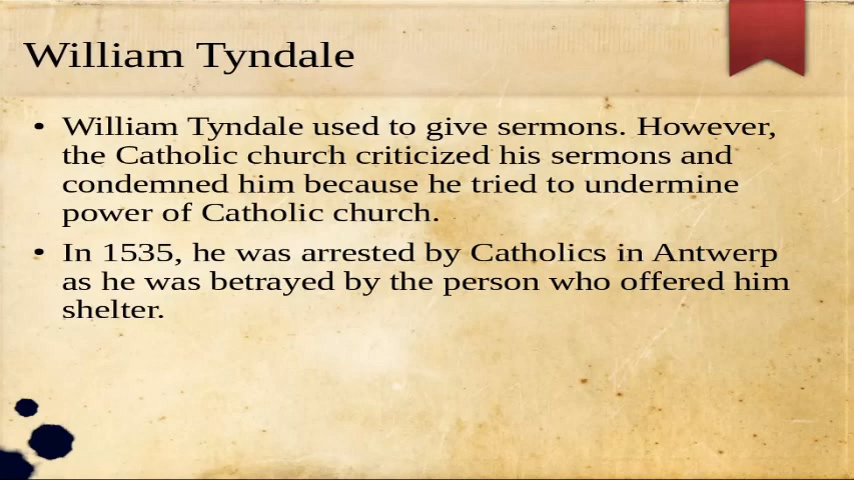 William Tyndale
• William Tyndale used to give sermons. However,
the Catholic church criticized his sermons and
condemned him because he tried to undermine
power of Catholic church.
• In 1535, he was arrested by Catholics in Antwerp
as he was betrayed by the person who offered him
shelter.